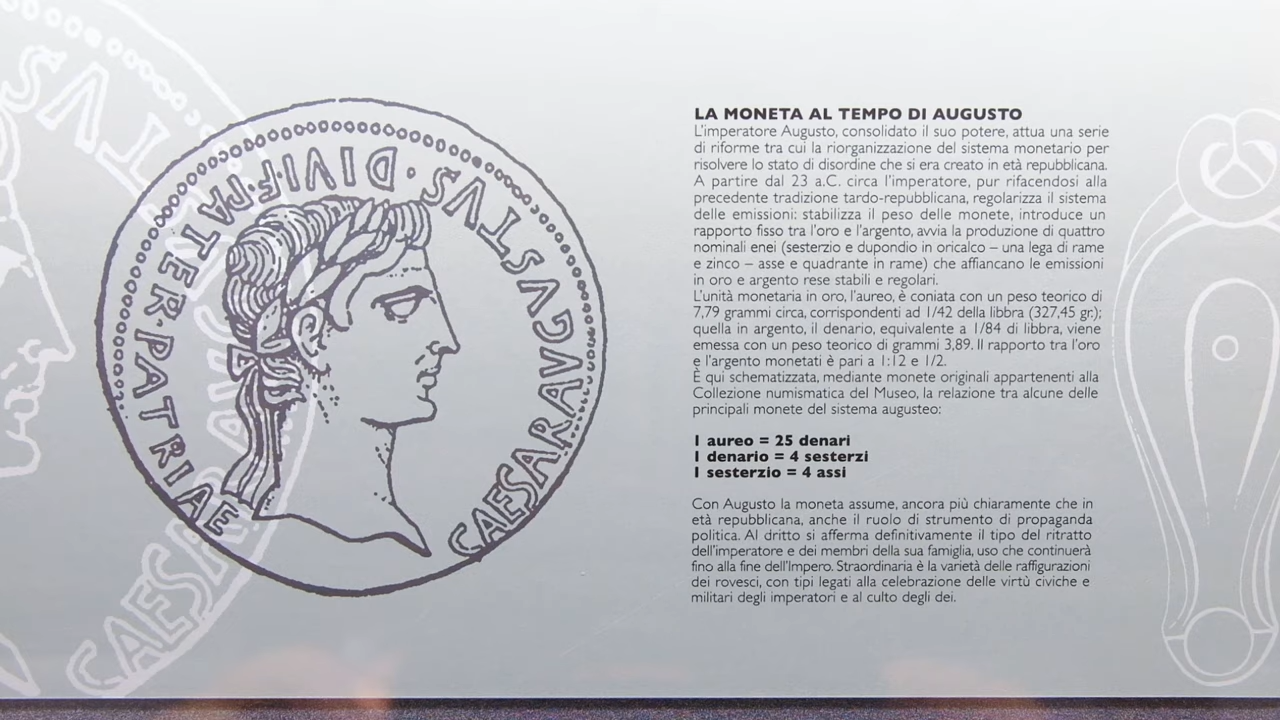 CAESAR AVGVSTVS · DIVI · F · PATER · PATRIAE
LA MONETA AL TEMPO DI AUGUSTO
L'imperatore Augusto, consolidato il suo potere, attua una serie
di riforme tra cui la riorganizzazione del sistema monetario per
risolvere lo stato di disordine che si era creato in età repubblicana.
A partire dal 23 a.C. circa l'imperatore, pur rifacendosi alla
precedente tradizione tardo-repubblicana, regolarizza il sistema
delle emissioni: stabilizza il peso delle monete, introduce un
rapporto fisso tra l'oro e l'argento, avvia la produzione di quattro
nominali enei (sesterzio e dupondio in oricalco – una lega di rame
e zinco – asse e quadrante in rame) che affiancano le emissioni
in oro e argento rese stabili e regolari.
L'unità monetaria in oro, l'aureo, è coniata con un peso teorico di
7,79 grammi circa, corrispondenti ad 1/42 della libbra (327,45 gr.);
quella in argento, il denario, equivalente a 1/84 di libbra, viene
emessa con un peso teorico di grammi 3,89. Il rapporto tra l'oro
e l'argento monetati è pari a 1:12 e 1/2.
È qui schematizzata, mediante monete originali appartenenti alla
Collezione numismatica del Museo, la relazione tra alcune delle
principali monete del sistema augusteo:
1 aureo = 25 denari
1 denario = 4 sesterzi
1 sesterzio = 4 assi
Con Augusto la moneta assume, ancora più chiaramente che in
età repubblicana, anche il ruolo di strumento di propaganda
politica. Al dritto si afferma definitivamente il tipo del ritratto
dell'imperatore e dei membri della sua famiglia, uso che continuerà
fino alla fine dell'Impero. Straordinaria è la varietà delle raffigurazioni
dei rovesci, con tipi legati alla celebrazione delle virtù civiche e
militari degli imperatori e al culto degli dei.